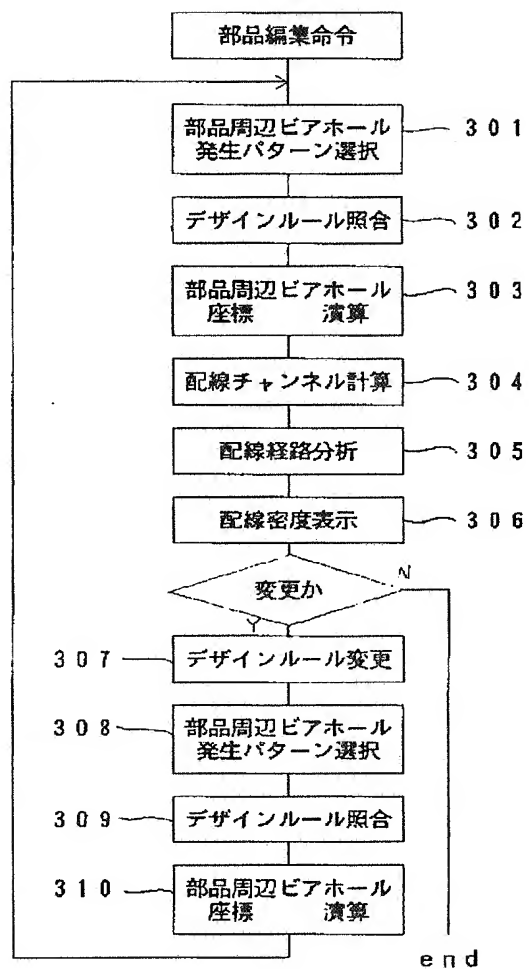 部品編集命令
部品周辺ビアホール
発生パターン選択
301
デザインルール照合
302
部品周辺ビアホール
座標 演算
303
配線チャンネル計算
304
配線経路分析
305
配線密度表示
306
変更か
N
Y
307
デザインルール変更
308
部品周辺ビアホール
発生パターン選択
309
デザインルール照合
310
部品周辺ビアホール
座標 演算
end